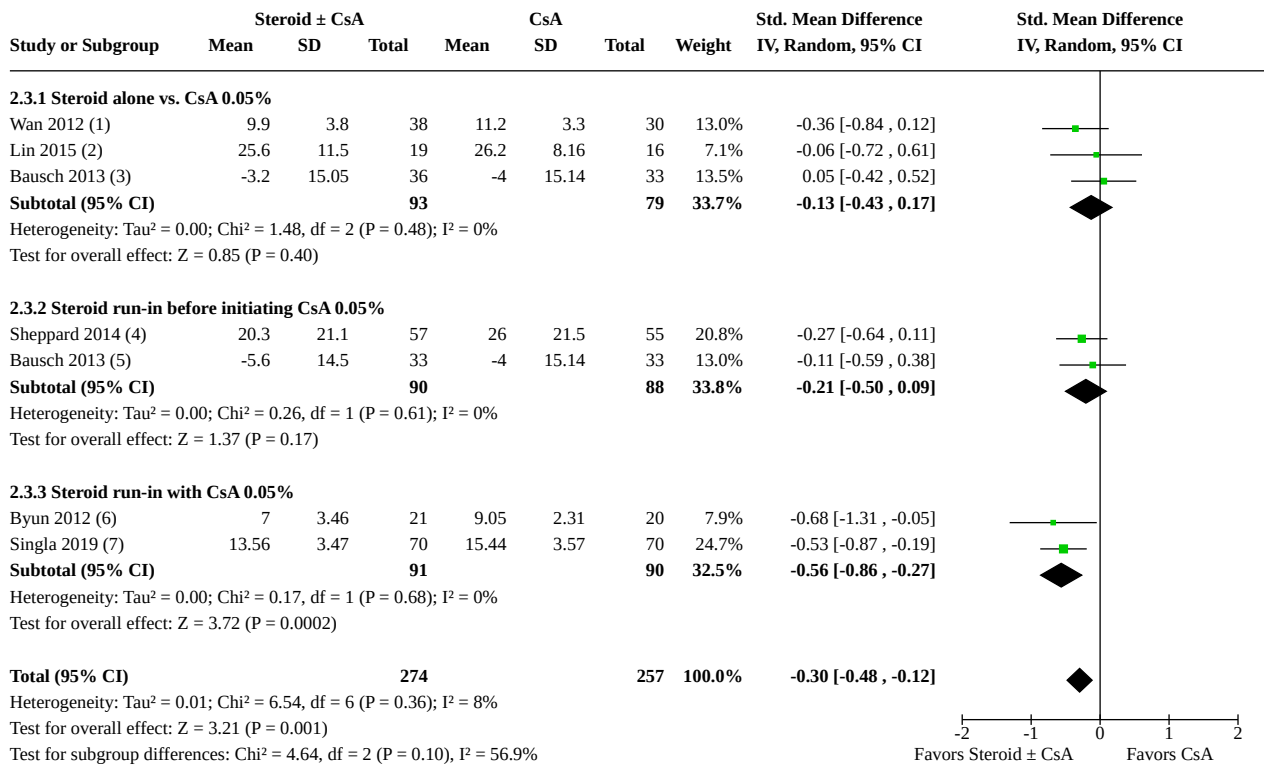 Steroid ± CsA CsA Std. Mean Difference Std. Mean Difference
Study or Subgroup Mean SD Total Mean SD Total Weight IV, Random, 95% CI IV, Random, 95% CI
2.3.1 Steroid alone vs. CsA 0.05%
Wan 2012 (1) 9.9 3.8 38 11.2 3.3 30 13.0% -0.36 [-0.84 , 0.12]
Lin 2015 (2) 25.6 11.5 19 26.2 8.16 16 7.1% -0.06 [-0.72 , 0.61]
Bausch 2013 (3) -3.2 15.05 36 -4 15.14 33 13.5% 0.05 [-0.42 , 0.52]
Subtotal (95% CI) 93 79 33.7% -0.13 [-0.43 , 0.17]
Heterogeneity: Tau² = 0.00; Chi² = 1.48, df = 2 (P = 0.48); I² = 0%
Test for overall effect: Z = 0.85 (P = 0.40)
2.3.2 Steroid run-in before initiating CsA 0.05%
Sheppard 2014 (4) 20.3 21.1 57 26 21.5 55 20.8% -0.27 [-0.64 , 0.11]
Bausch 2013 (5) -5.6 14.5 33 -4 15.14 33 13.0% -0.11 [-0.59 , 0.38]
Subtotal (95% CI) 90 88 33.8% -0.21 [-0.50 , 0.09]
Heterogeneity: Tau² = 0.00; Chi² = 0.26, df = 1 (P = 0.61); I² = 0%
Test for overall effect: Z = 1.37 (P = 0.17)
2.3.3 Steroid run-in with CsA 0.05%
Byun 2012 (6) 7 3.46 21 9.05 2.31 20 7.9% -0.68 [-1.31 , -0.05]
Singla 2019 (7) 13.56 3.47 70 15.44 3.57 70 24.7% -0.53 [-0.87 , -0.19]
Subtotal (95% CI) 91 90 32.5% -0.56 [-0.86 , -0.27]
Heterogeneity: Tau² = 0.00; Chi² = 0.17, df = 1 (P = 0.68); I² = 0%
Test for overall effect: Z = 3.72 (P = 0.0002)
Total (95% CI) 274 257 100.0% -0.30 [-0.48 , -0.12]
Heterogeneity: Tau² = 0.01; Chi² = 6.54, df = 6 (P = 0.36); I² = 8%
Test for overall effect: Z = 3.21 (P = 0.001)
-2 -1 0 1 2
Test for subgroup differences: Chi² = 4.64, df = 2 (P = 0.10), I² = 56.9%
Favors Steroid ± CsA Favors CsA